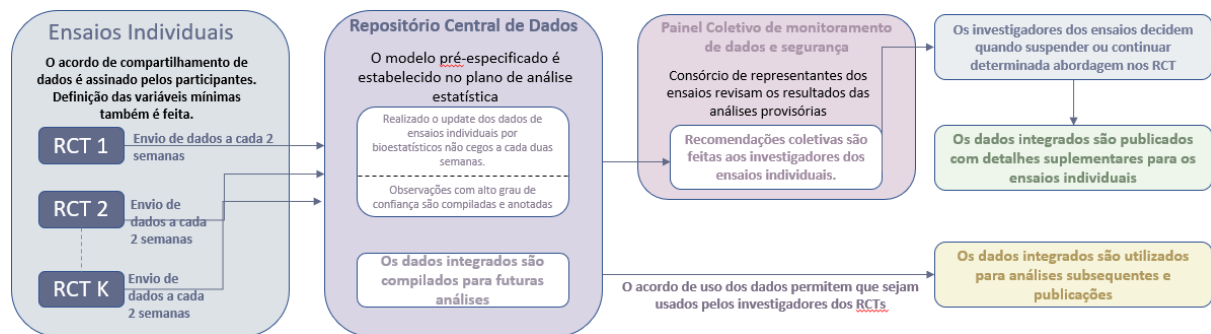 Ensaios Individuais
O acordo de compartilhamento de
dados é assinado pelos participantes.
Definição das variáveis mínimas
também é feita.
RCT 1
Envio de dados a cada 2
semanas
RCT 2
Envio de
dados a cada
2 semanas
RCT K
Envio de
dados a cada
2 semanas
Repositório Central de Dados
O modelo pré-especificado é
estabelecido no plano de análise
estatística
Realizado o update dos dados de
ensaios individuais por
bioestatísticos não cegos a cada duas
semanas.
Observações com alto grau de
confiança são compiladas e anotadas
Os dados integrados são
compilados para futuras
análises
Painel Coletivo de monitoramento
de dados e segurança
Consórcio de representantes dos
ensaios revisam os resultados das
análises provisórias
Recomendações coletivas são
feitas aos investigadores dos
ensaios individuais.
O acordo de uso dos dados permitem que sejam
usados pelos investigadores dos RCTs
Os investigadores dos ensaios decidem
quando suspender ou continuar
determinada abordagem nos RCT
Os dados integrados são publicados
com detalhes suplementares para os
ensaios individuais
Os dados integrados são utilizados
para análises subsequentes e
publicações